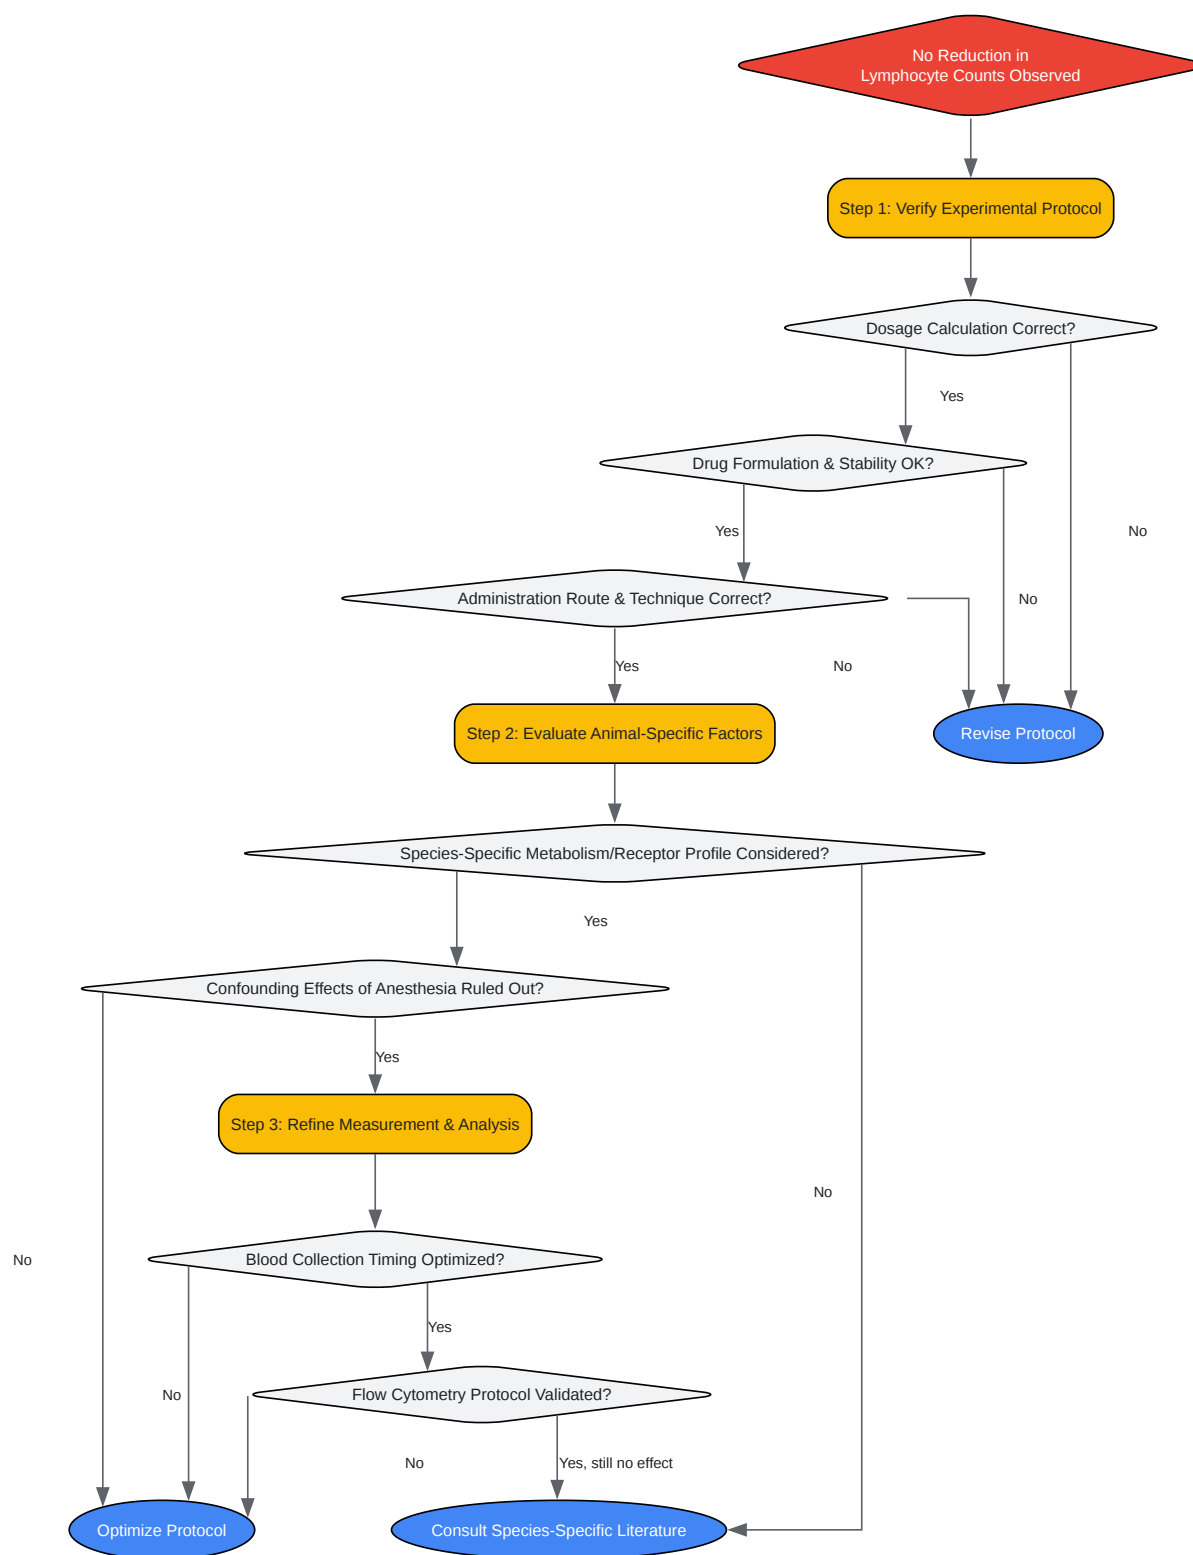 No Reduction in
Lymphocyte Counts Observed
Step 1: Verify Experimental Protocol
Dosage Calculation Correct?
Yes
Drug Formulation & Stability OK?
Yes
No
Administration Route & Technique Correct?
No
Yes
No
Step 2: Evaluate Animal-Specific Factors
Revise Protocol
Species-Specific Metabolism/Receptor Profile Considered?
Yes
Confounding Effects of Anesthesia Ruled Out?
Yes
Step 3: Refine Measurement & Analysis
No
Blood Collection Timing Optimized?
No
Yes
Flow Cytometry Protocol Validated?
No
No
Yes, still no effect
Optimize Protocol
Consult Species-Specific Literature